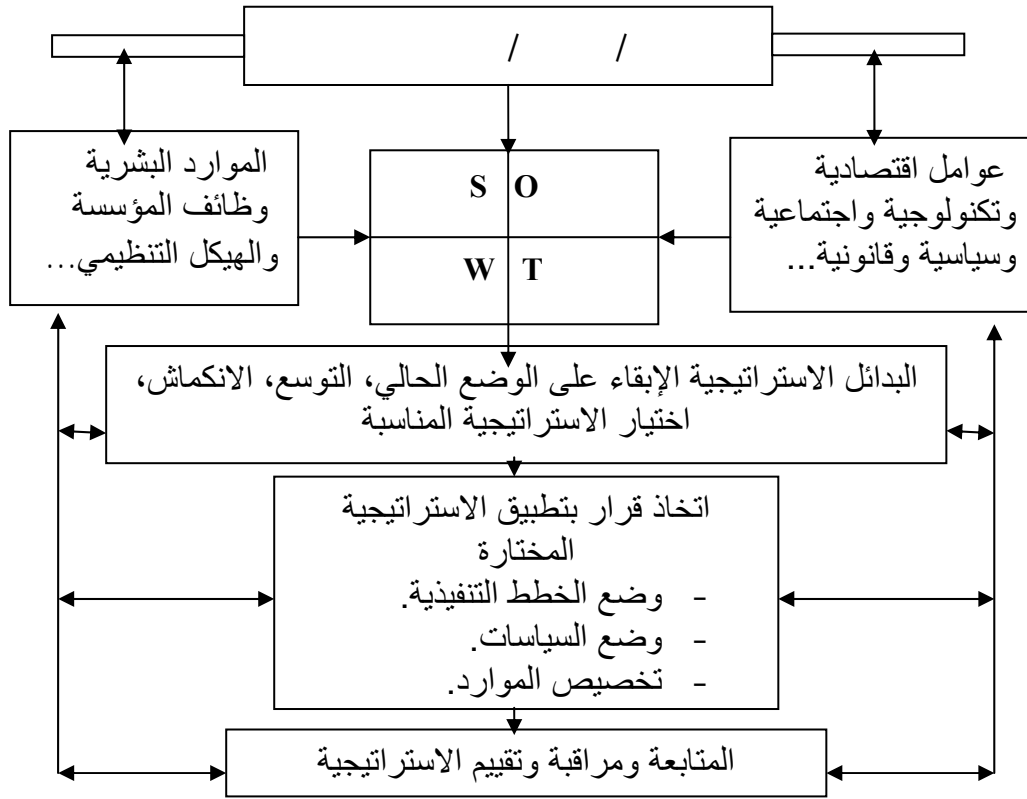 / /
عوامل اقتصادية
وتكنولوجية واجتماعية
وسياسية وقانونية...
S O
W T
الموارد البشرية
وظائف المؤسسة
والهيكل التنظيمي...
البدائل الاستراتيجية الإبقاء على الوضع الحالي، التوسع، الانكماش،
اختيار الاستراتيجية المناسبة
اتخاذ قرار بتطبيق الاستراتيجية
المختارة
- وضع الخطط التنفيذية.
- وضع السياسات.
- تخصيص الموارد.
المتابعة ومراقبة وتقييم الاستراتيجية